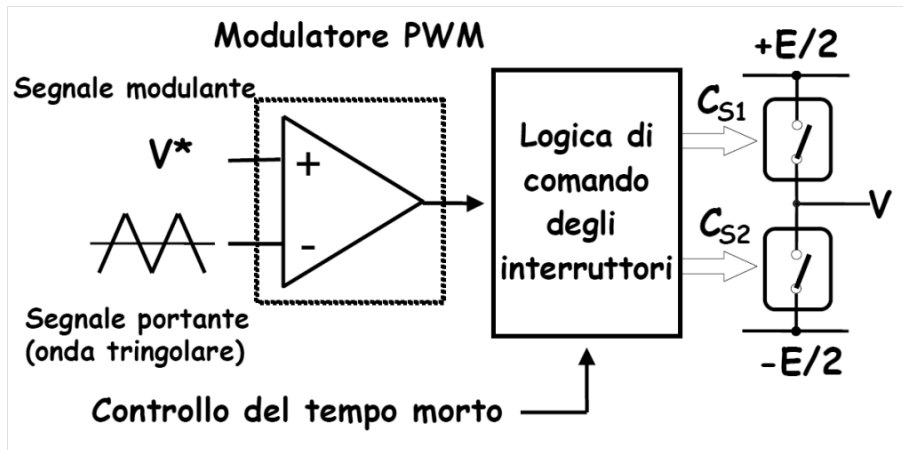 Modulatore PWM
Segnale modulante
V*
+
-
Segnale portante
(onda tringolare)
Controllo del tempo morto
Logica di
comando
degli
interruttori
CS1
CS2
+E/2
V
-E/2